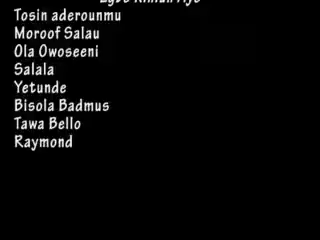 Tosin aderounmu
Moroof Salau
Ola Owoseeni
Salala
Yetunde
Bisola Badmus
Tawa Bello
Raymond